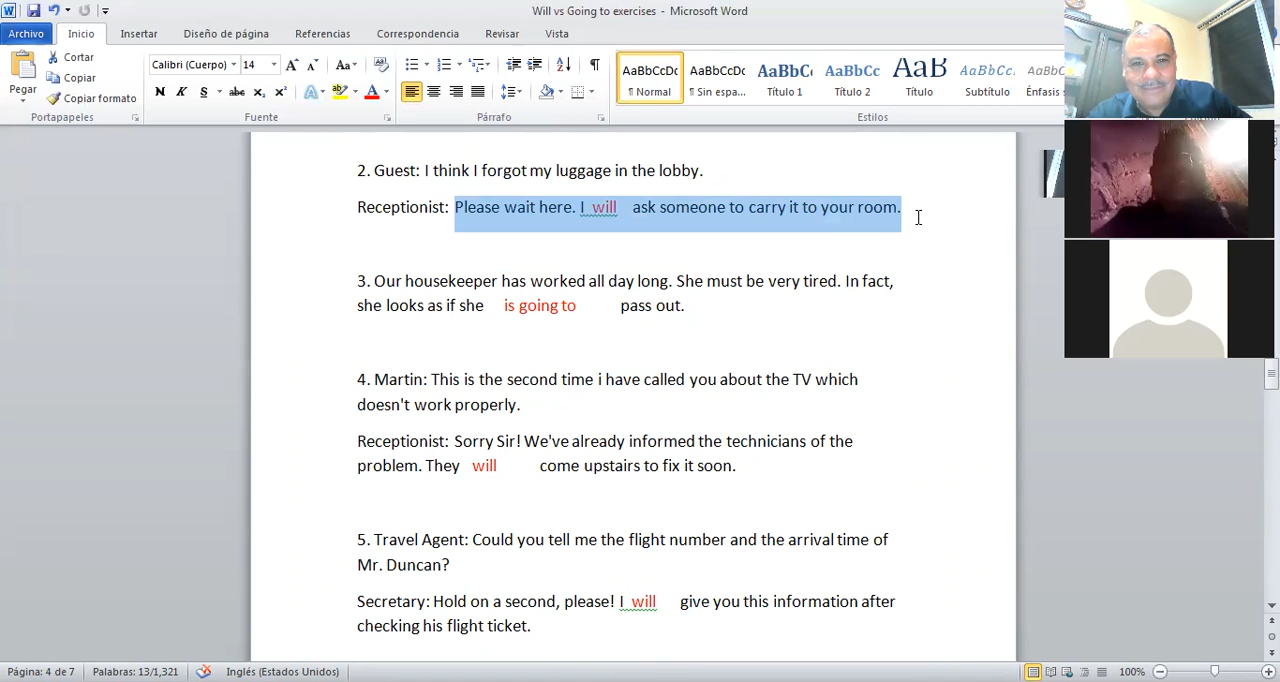 Will vs Going to exercises - Microsoft Word
Archivo Inicio Insertar Diseño de página Referencias Correspondencia Revisar Vista
Pegar
Cortar
Copiar
Copiar formato
Portapapeles
Calibri (Cuerpo) 14
N K S abc x₂ x² A ab A
Fuente
Párrafo
AaBbCcDc AaBbCcDc AaBbC AaBbCc AaB AaBbCc. AaBbC
¶ Normal ¶ Sin espa... Título 1 Título 2 Título Subtítulo Énfasis
Estilos
2. Guest: I think I forgot my luggage in the lobby.
Receptionist: Please wait here. I will ask someone to carry it to your room.
3. Our housekeeper has worked all day long. She must be very tired. In fact,
she looks as if she is going to pass out.
4. Martin: This is the second time i have called you about the TV which
doesn't work properly.
Receptionist: Sorry Sir! We've already informed the technicians of the
problem. They will come upstairs to fix it soon.
5. Travel Agent: Could you tell me the flight number and the arrival time of
Mr. Duncan?
Secretary: Hold on a second, please! I will give you this information after
checking his flight ticket.
Página: 4 de 7 Palabras: 13/1,321 Inglés (Estados Unidos) 100%